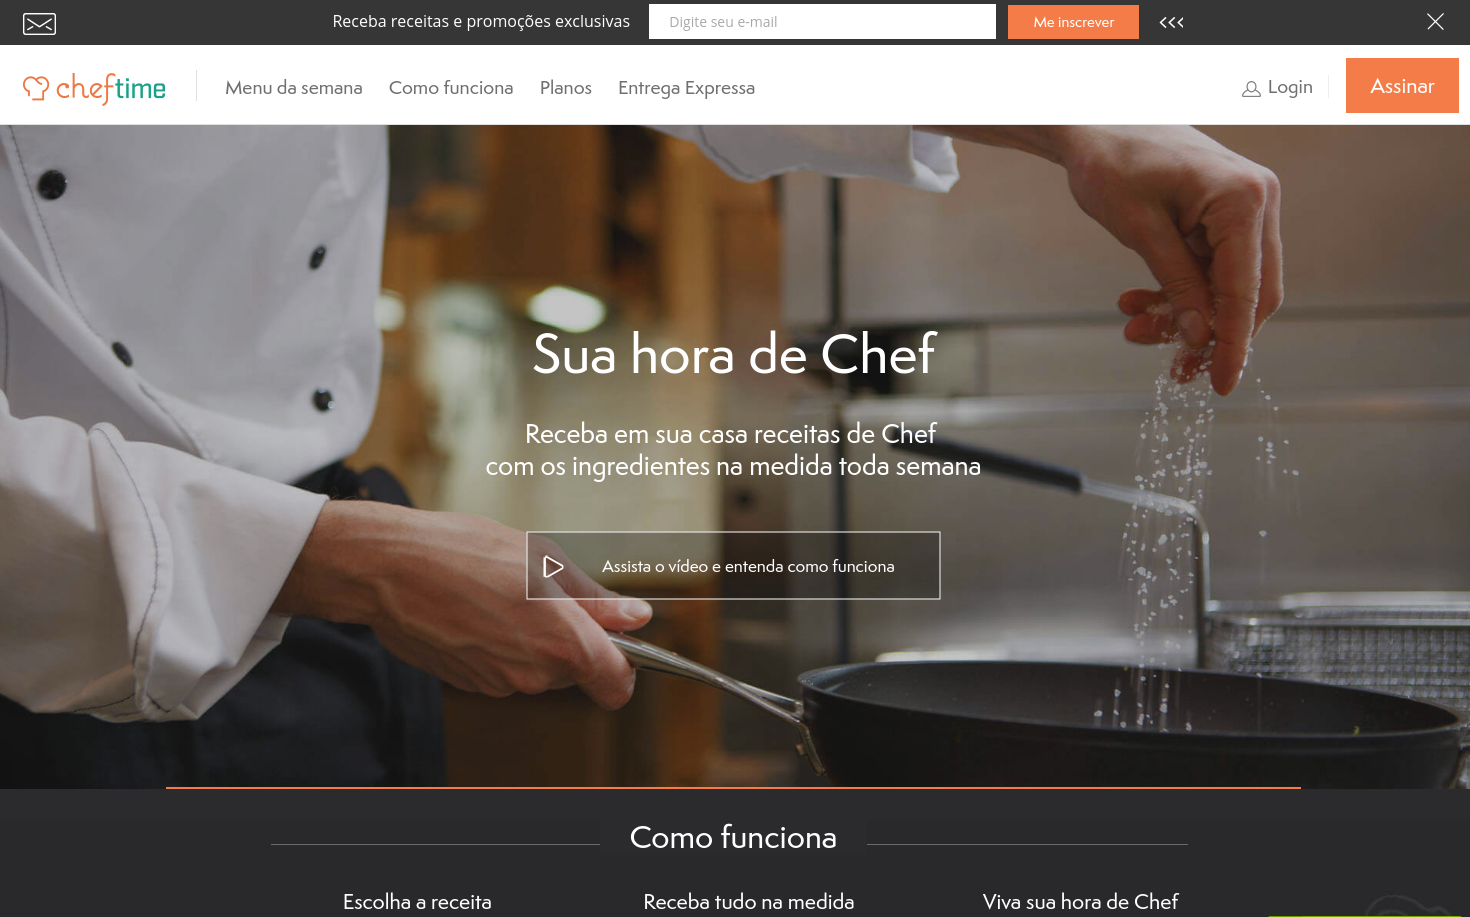 Receba receitas e promoções exclusivas
Digite seu e-mail
Me inscrever
cheftime
Menu da semana
Como funciona
Planos
Entrega Expressa
Login
Assinar
Sua hora de Chef
Receba em sua casa receitas de Chef
com os ingredientes na medida toda semana
Assista o vídeo e entenda como funciona
Como funciona
Escolha a receita
Receba tudo na medida
Viva sua hora de Chef